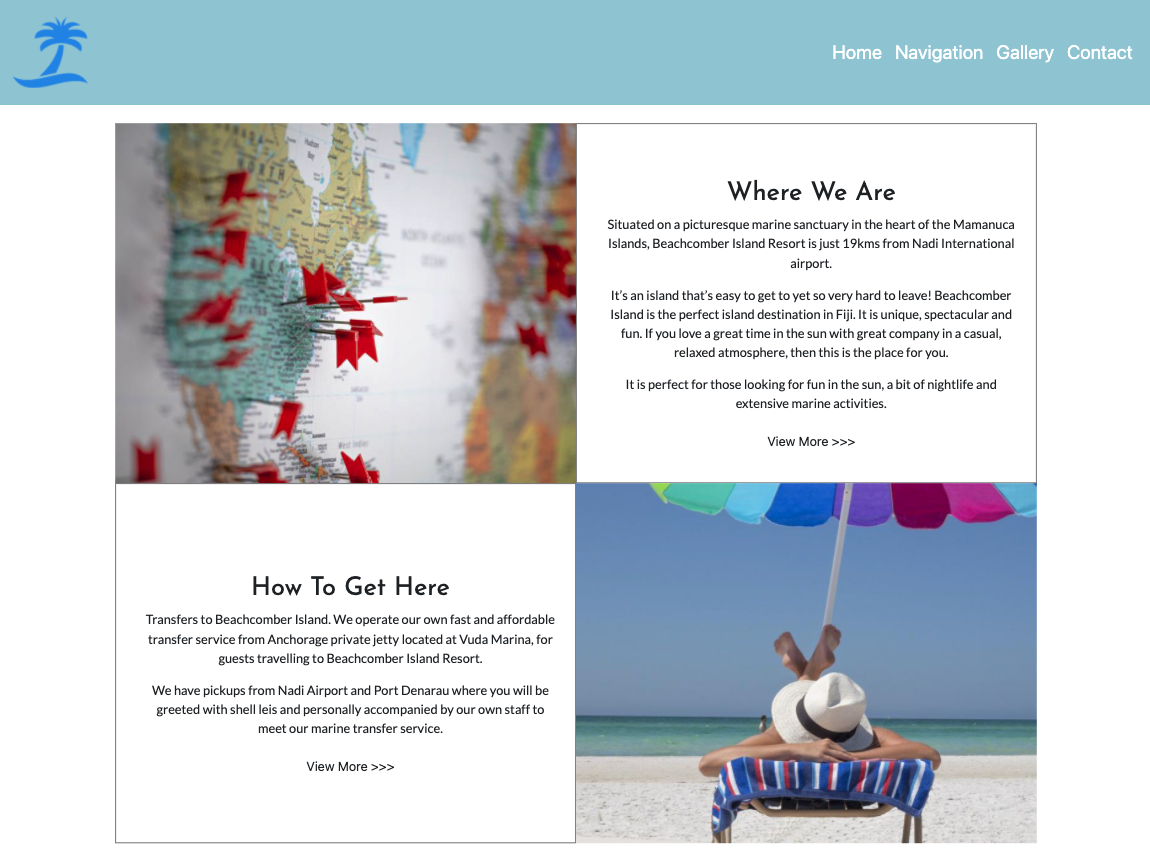 Home Navigation Gallery Contact
NORTH ATLANTIC
OCEAN
Where We Are
Situated on a picturesque marine sanctuary in the heart of the Mamanuca
Islands, Beachcomber Island Resort is just 19kms from Nadi International
airport.
It’s an island that’s easy to get to yet so very hard to leave! Beachcomber
Island is the perfect island destination in Fiji. It is unique, spectacular and
fun. If you love a great time in the sun with great company in a casual,
relaxed atmosphere, then this is the place for you.
It is perfect for those looking for fun in the sun, a bit of nightlife and
extensive marine activities.
View More >>>
How To Get Here
Transfers to Beachcomber Island. We operate our own fast and affordable
transfer service from Anchorage private jetty located at Vuda Marina, for
guests travelling to Beachcomber Island Resort.
We have pickups from Nadi Airport and Port Denarau where you will be
greeted with shell leis and personally accompanied by our own staff to
meet our marine transfer service.
View More >>>